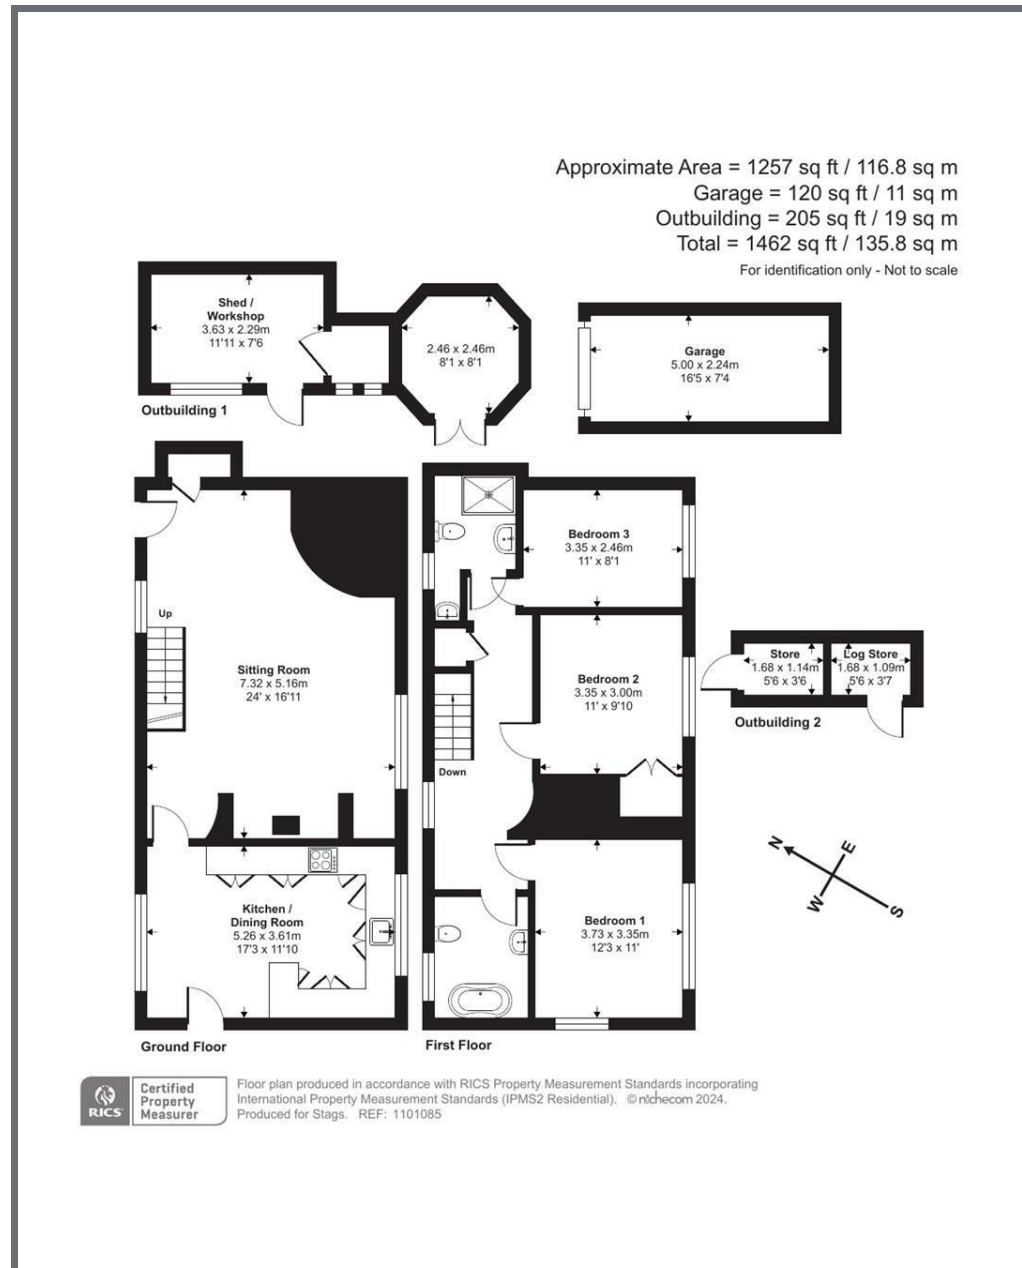 Approximate Area = 1257 sq ft / 116.8 sq m
Garage = 120 sq ft / 11 sq m
Outbuilding = 205 sq ft / 19 sq m
Total = 1462 sq ft / 135.8 sq m
For identification only - Not to scale
Shed /
Workshop
3.63 x 2.29m
11'11 x 7'6
2.46 x 2.46m
8'1 x 8'1
Garage
5.00 x 2.24m
16'5 x 7'4
Outbuilding 1
Up
Sitting Room
7.32 x 5.16m
24' x 16'11
Kitchen /
Dining Room
5.26 x 3.61m
17'3 x 11'10
Ground Floor
Bedroom 3
3.35 x 2.46m
11' x 8'1
Bedroom 2
3.35 x 3.00m
11' x 9'10
Down
Bedroom 1
3.73 x 3.35m
12'3 x 11'
First Floor
Store
1.68 x 1.14m
5'6 x 3'6
Log Store
1.68 x 1.09m
5'6 x 3'7
Outbuilding 2
N
E
W
S
RICS
Certified
Property
Measurer
Floor plan produced in accordance with RICS Property Measurement Standards incorporating
International Property Measurement Standards (IPMS2 Residential). © nichecom 2024.
Produced for Stags. REF: 1101085